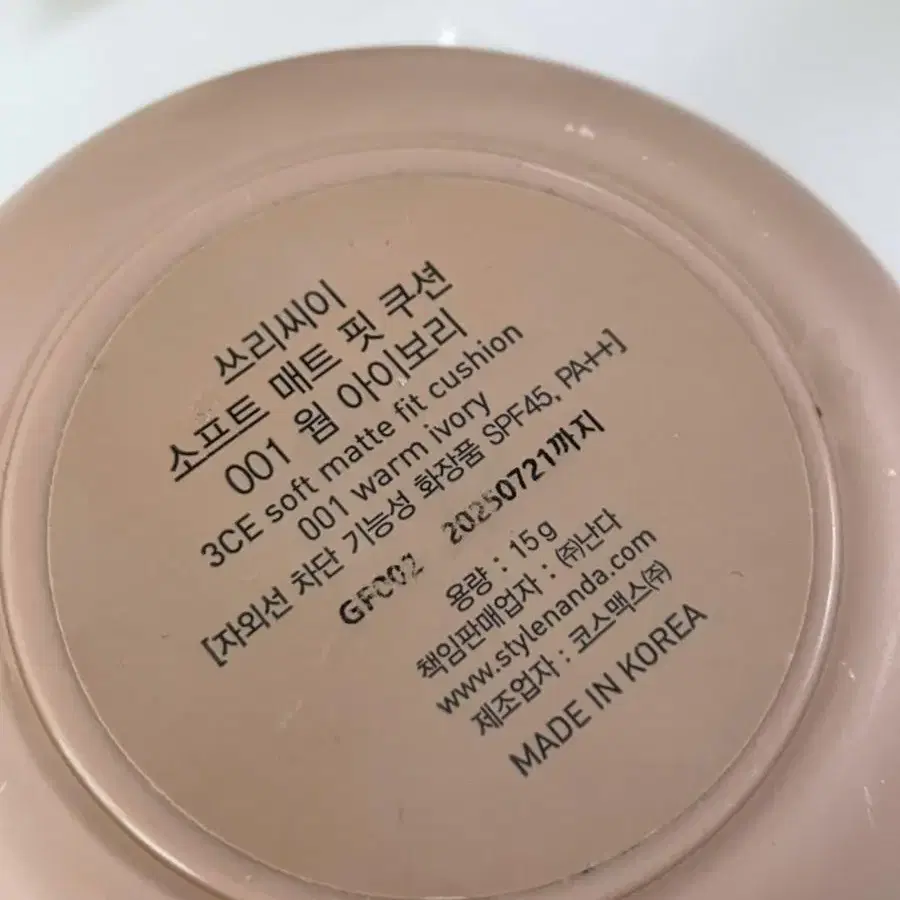 쓰리씨이
소프트 매트 핏 쿠션
001 웜 아이보리
3CE soft matte fit cushion
001 warm ivory
[자외선 차단 기능성 화장품 SPF45, PA++]
GF002 20250721까지
용량 : 15g
책임판매업자 : ㈜난다
www.stylenanda.com
제조업자 : 코스맥스㈜
MADE IN KOREA